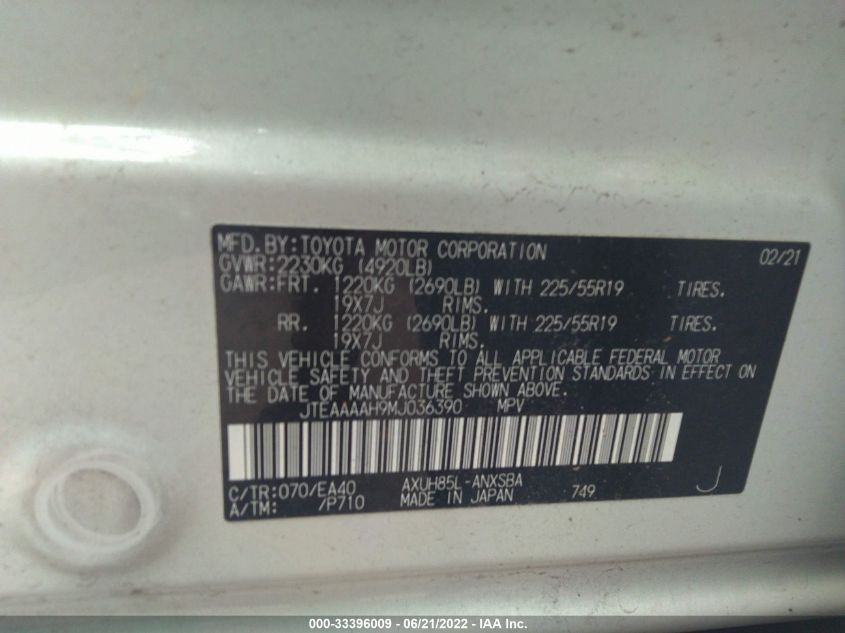 MFD.BY:TOYOTA MOTOR CORPORATION 02/21
GVWR:2230KG (4920LB)
GAWR:FRT. 1220KG (2690LB) WITH 225/55R19 TIRES.
19X7J RIMS.
RR. 1220KG (2690LB) WITH 225/55R19 TIRES.
19X7J RIMS.
THIS VEHICLE CONFORMS TO ALL APPLICABLE FEDERAL MOTOR
VEHICLE SAFETY AND THEFT PREVENTION STANDARDS IN EFFECT ON
THE DATE OF MANUFACTURE SHOWN ABOVE.
JTEAAAAH9MJ036390 MPV
C/TR:070/EA40 AXUH85L-ANXSBA
A/TM: /P710 MADE IN JAPAN 749 J
000-33396009 - 06/21/2022 - IAA Inc.